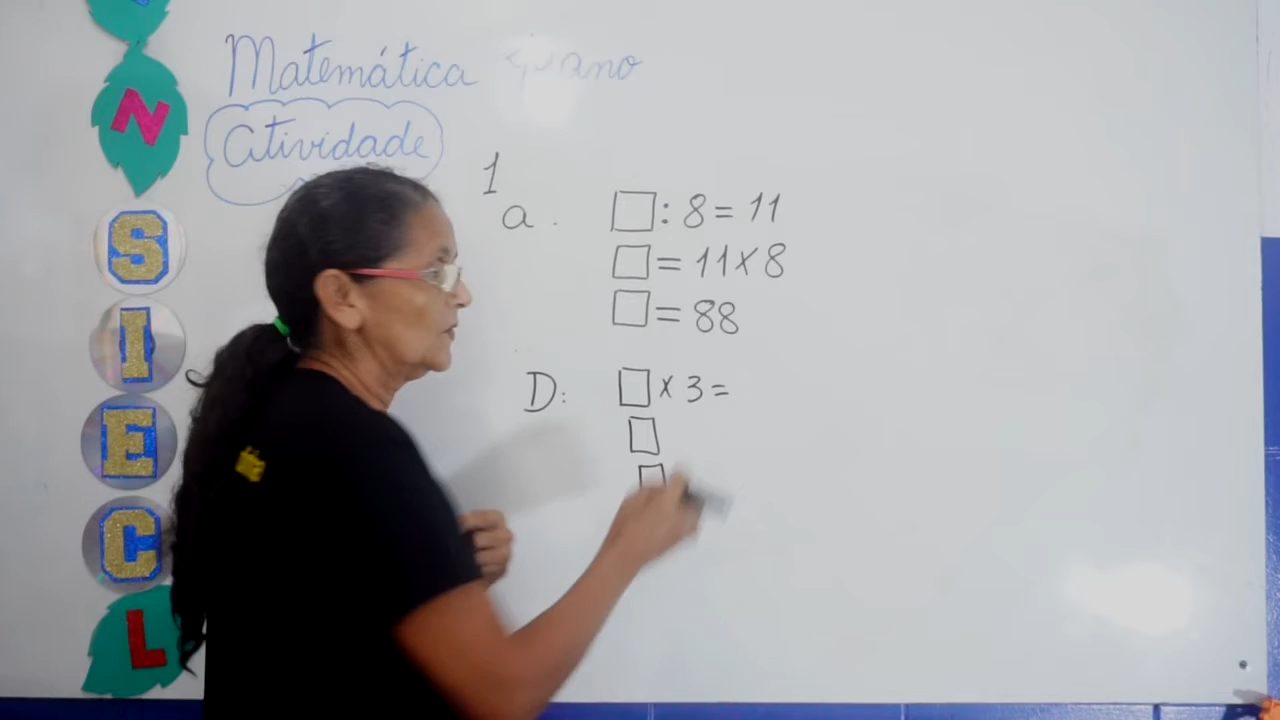 Matemática ano
Atividade
1
a. □ : 8 = 11
□ = 11 x 8
□ = 88
D: □ x 3 =
□
□
N
S
I
E
C
L